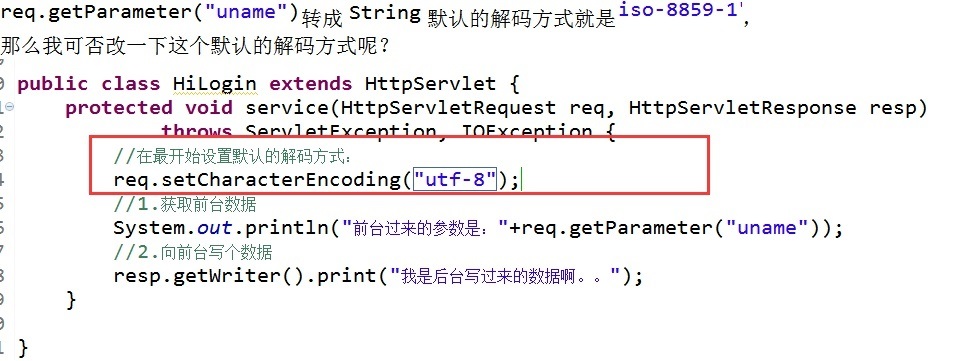 req.getParameter("uname")转成 String 默认的解码方式就是 iso-8859-1',
那么我可否改一下这个默认的解码方式呢?
public class HiLogin extends HttpServlet {
protected void service(HttpServletRequest req, HttpServletResponse resp)
throws ServletException, IOException {
//在最开始设置默认的解码方式:
req.setCharacterEncoding("utf-8");
//1.获取前台数据
System.out.println("前台过来的参数是: "+req.getParameter("uname"));
//2.向前台写个数据
resp.getWriter().print("我是后台写过来的数据啊。。");
}
}